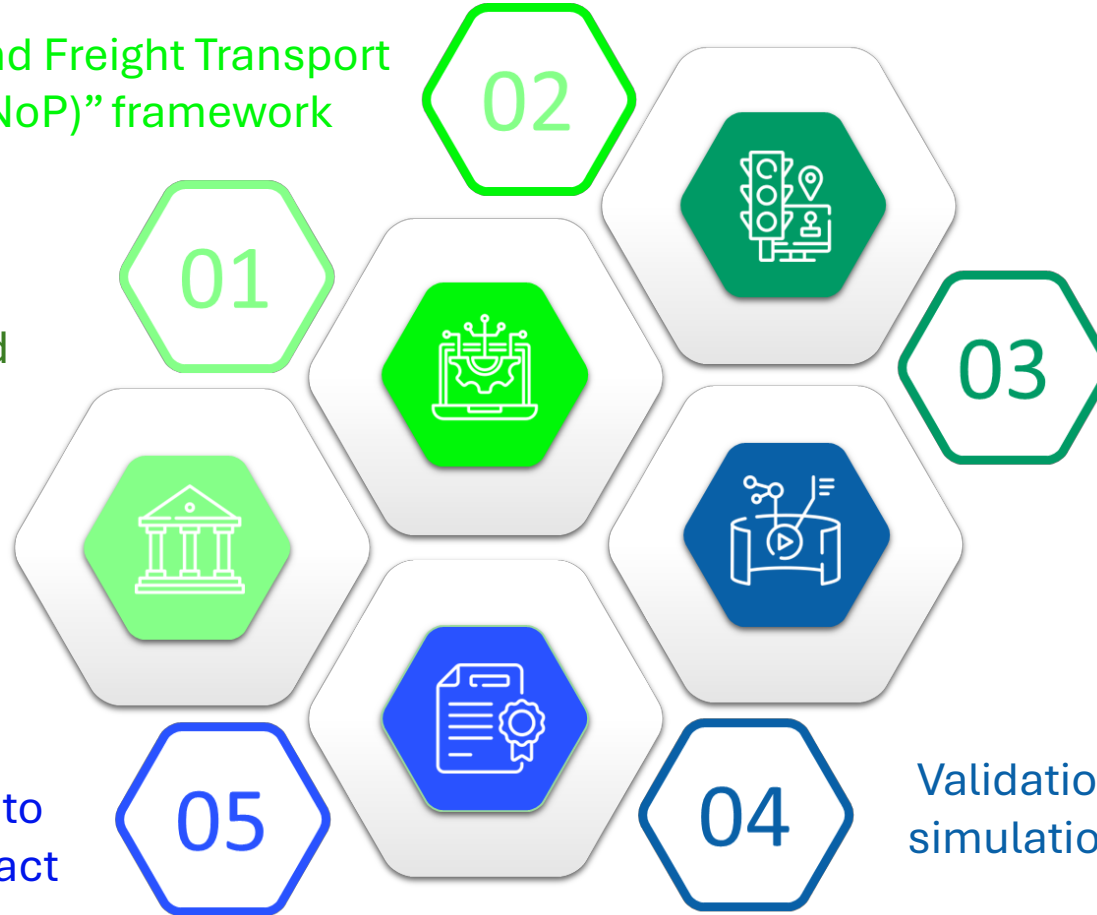 nd Freight Transport
NoP)” framework
02
01
d
03
to
act
05
04
Validatio
simulatio